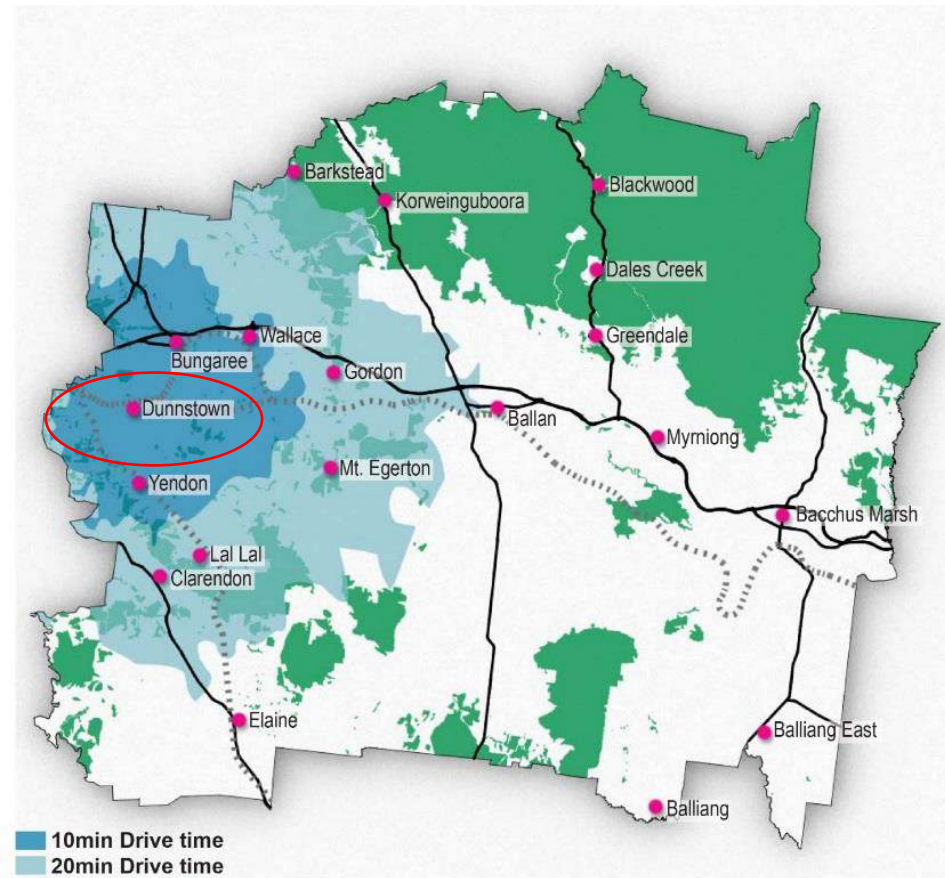 Barkstead
Korweinguboora
Blackwood
Dales Creek
Wallace
Bungaree
Greendale
Gordon
Dunnstown
Ballan
Myrniong
Mt. Egerton
Yendon
Bacchus Marsh
Lal Lal
Clarendon
Elaine
Balliang East
Balliang
10min Drive time
20min Drive time